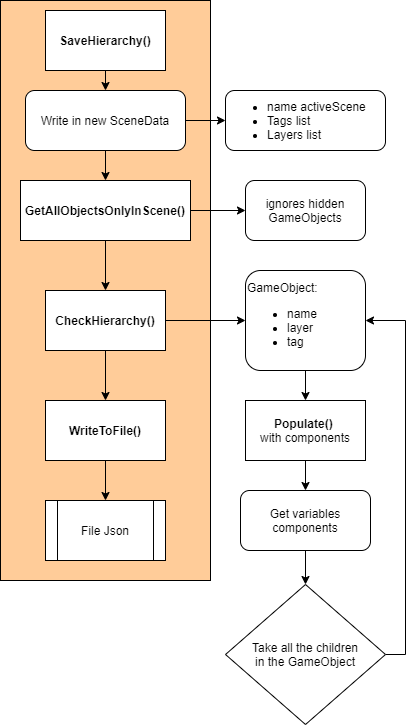 SaveHierarchy()
Write in new SceneData
name activeScene
Tags list
Layers list
GetAllObjectsOnlyInScene()
ignores hidden
GameObjects
CheckHierarchy()
GameObject:
name
layer
tag
WriteToFile()
Populate()
with components
File Json
Get variables
components
Take all the children
in the GameObject